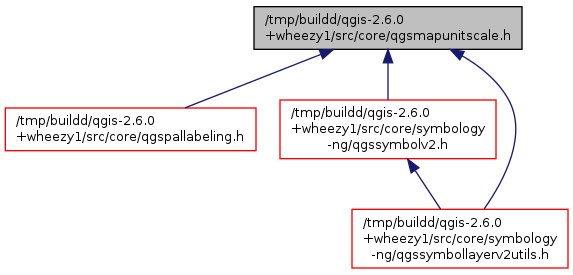 /tmp/buildd/qgis-2.6.0
+wheezy1/src/core/qgsmapunitscale.h
/tmp/buildd/qgis-2.6.0
+wheezy1/src/core/qgspallabeling.h
/tmp/buildd/qgis-2.6.0
+wheezy1/src/core/symbology
-ng/qgssymbolv2.h
/tmp/buildd/qgis-2.6.0
+wheezy1/src/core/symbology
-ng/qgssymbollayerv2utils.h